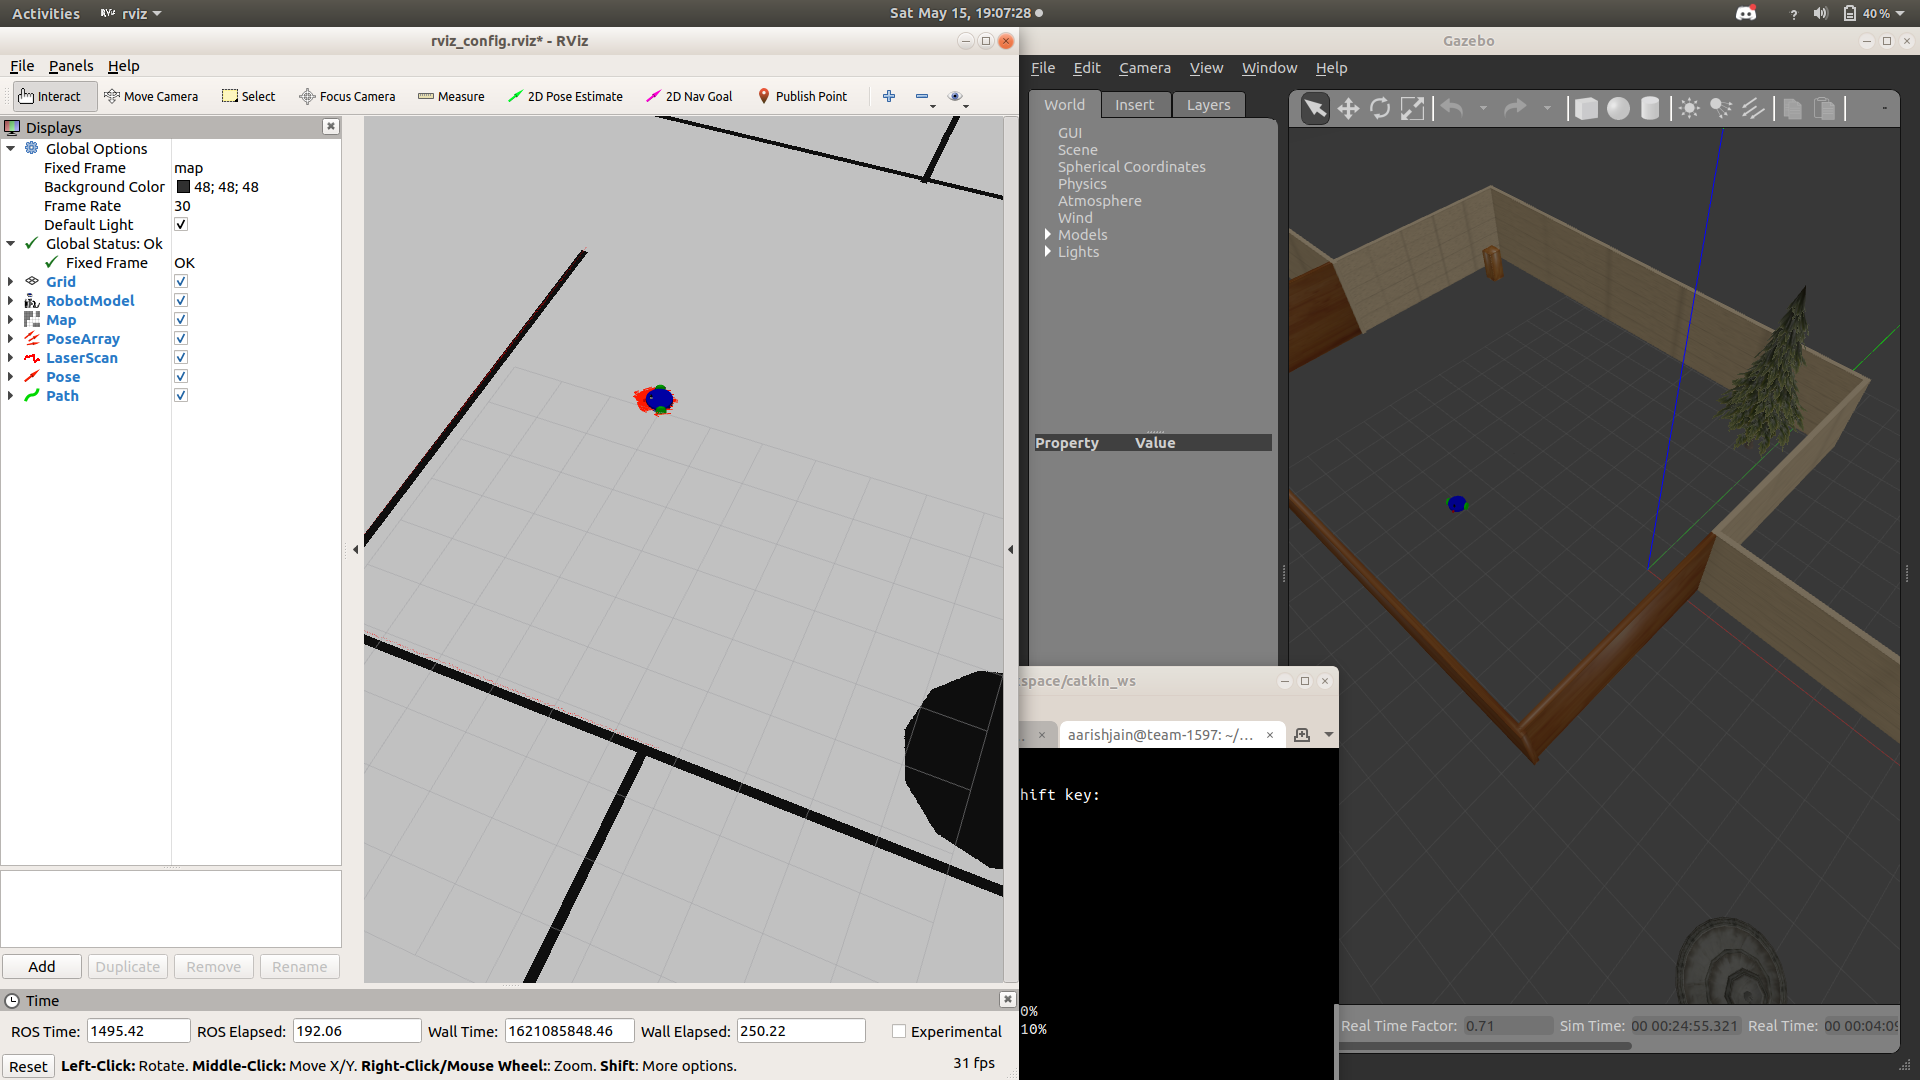 Activities
RViz rviz
Sat May 15, 19:07:28
? 40 %
rviz_config.rviz* - RViz
File Panels Help
Interact Move Camera Select Focus Camera Measure 2D Pose Estimate 2D Nav Goal Publish Point
Displays
Global Options
Fixed Frame map
Background Color 48; 48; 48
Frame Rate 30
Default Light
Global Status: Ok
Fixed Frame OK
Grid
RobotModel
Map
PoseArray
LaserScan
Pose
Path
Add Duplicate Remove Rename
Time
ROS Time: 1495.42 ROS Elapsed: 192.06 Wall Time: 1621085848.46 Wall Elapsed: 250.22 Experimental
Reset Left-Click: Rotate. Middle-Click: Move X/Y. Right-Click/Mouse Wheel:: Zoom. Shift: More options. 31 fps
Gazebo
File Edit Camera View Window Help
World Insert Layers
GUI
Scene
Spherical Coordinates
Physics
Atmosphere
Wind
Models
Lights
Property Value
space/catkin_ws
. aarishjain@team-1597: ~/...
hift key:
0%
10%
Real Time Factor: 0.71 Sim Time: 00 00:24:55.321 Real Time: 00 00:04:09